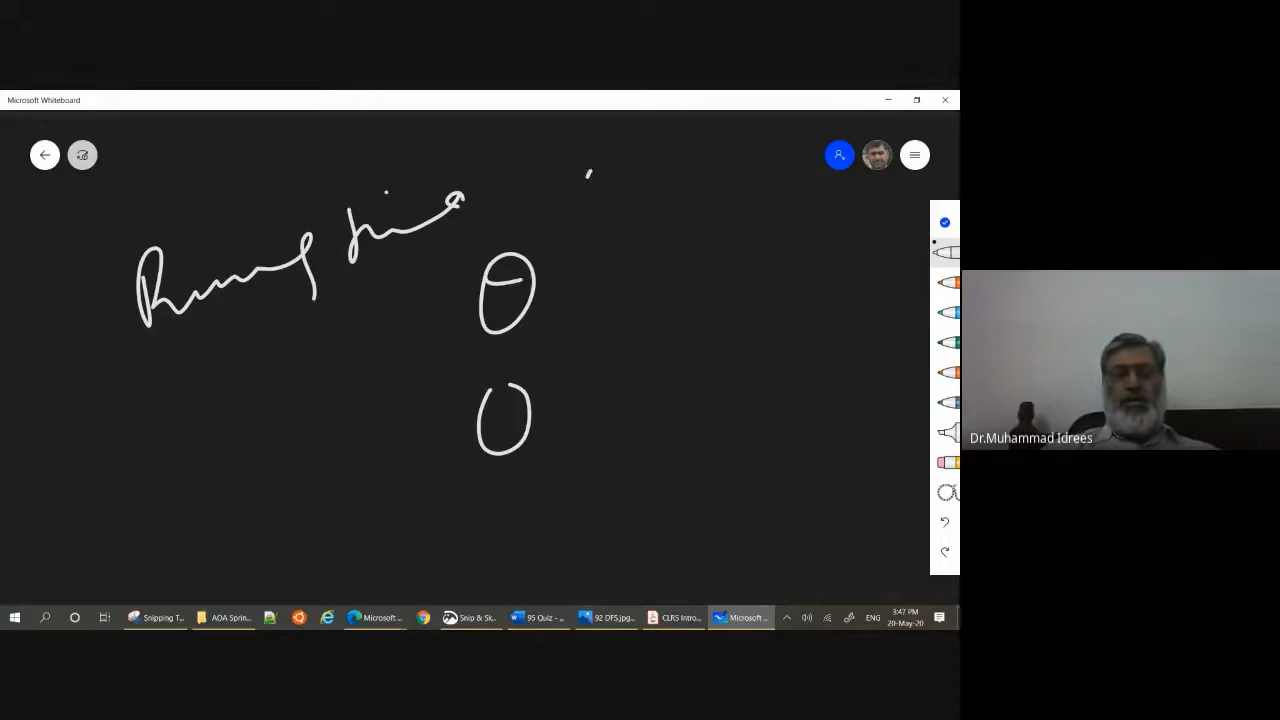 Microsoft Whiteboard
Running time
Θ
O
Dr.Muhammad Idrees
Snipping T...
AOA Sprin...
Microsoft ...
Snip & Sk...
95 Quiz - ...
92 DFS.jpg...
CLRS Intro...
Microsoft ...
ENG
3:47 PM
20-May-20